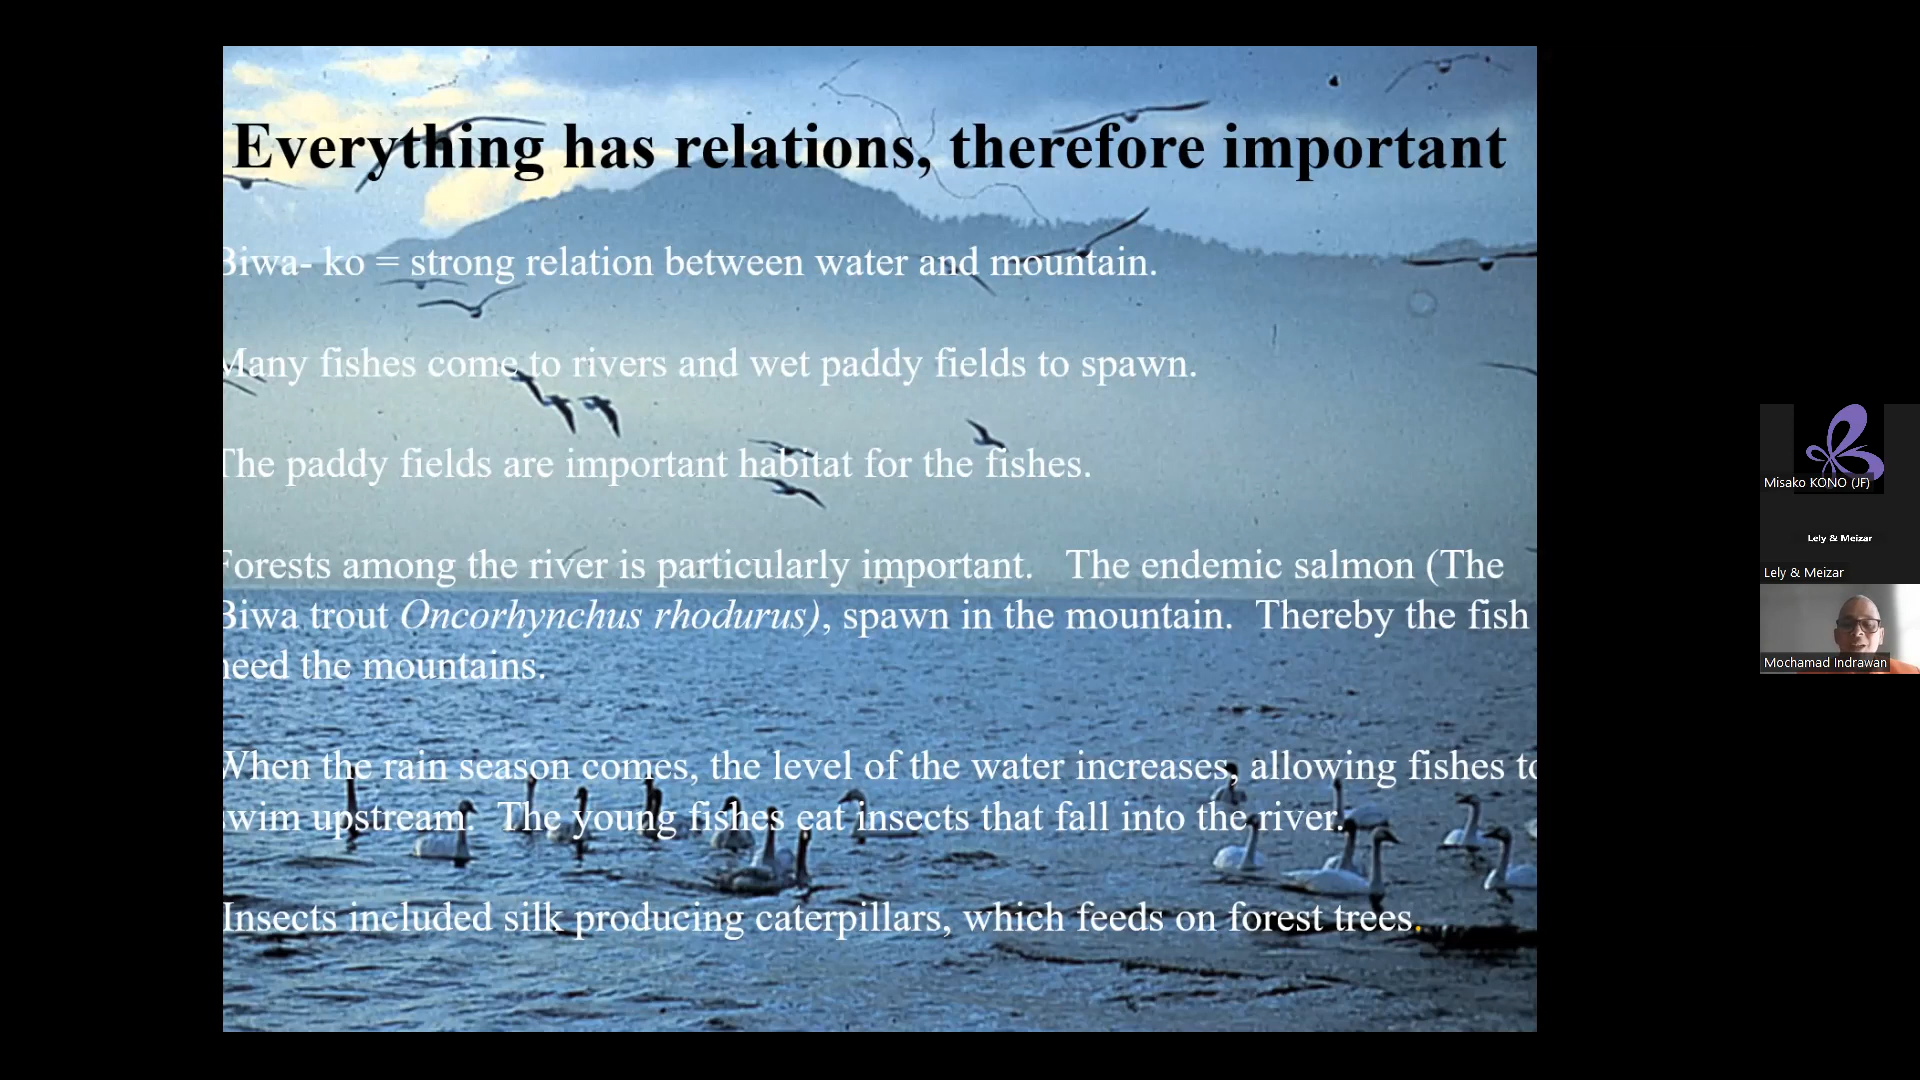 Everything has relations, therefore important
Biwa- ko = strong relation between water and mountain.
Many fishes come to rivers and wet paddy fields to spawn.
The paddy fields are important habitat for the fishes.
Forests among the river is particularly important. The endemic salmon (The
Biwa trout Oncorhynchus rhodurus), spawn in the mountain. Thereby the fish
need the mountains.
When the rain season comes, the level of the water increases, allowing fishes to
swim upstream. The young fishes eat insects that fall into the river.
Insects included silk producing caterpillars, which feeds on forest trees.
Misako KONO (JF)
Lely & Meizar
Lely & Meizar
Mochamad Indrawan